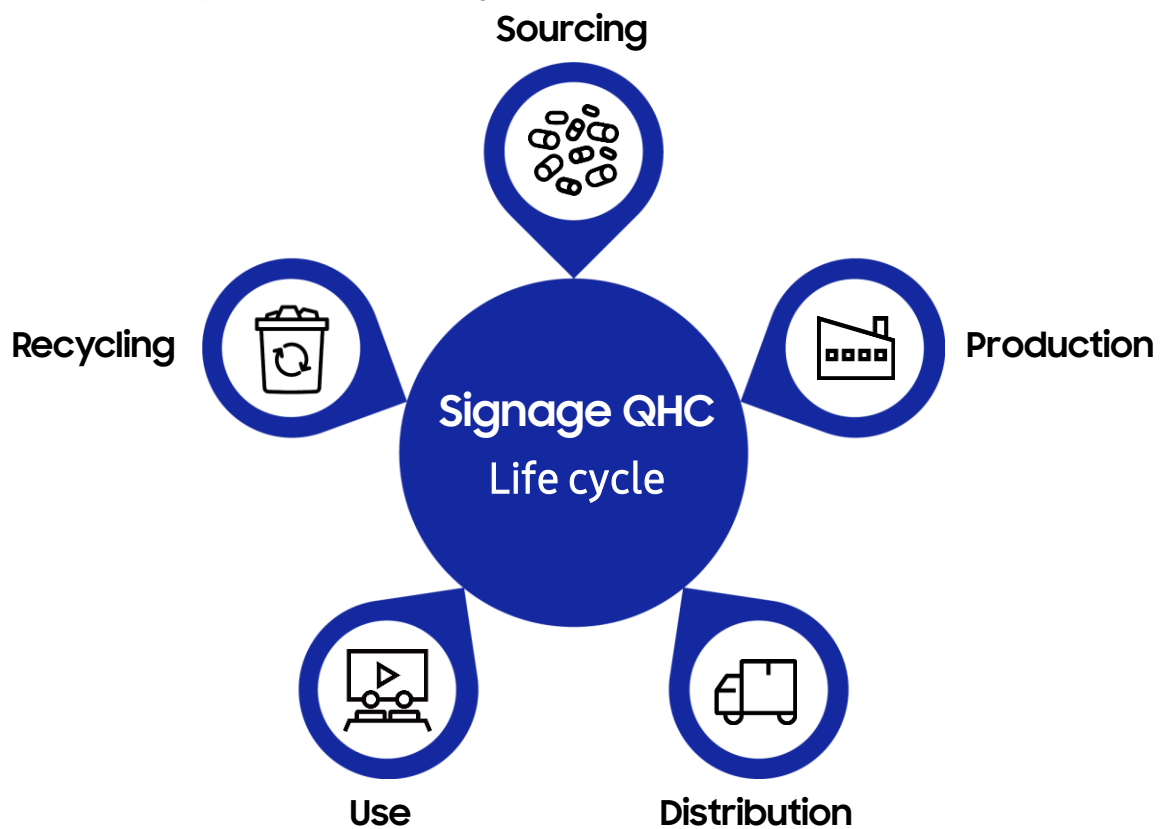 Sourcing
Recycling
Production
Signage QHC
Life cycle
Use
Distribution